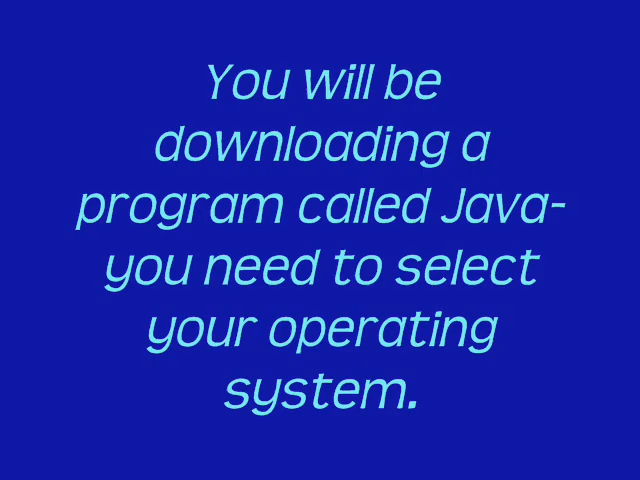 You will be
downloading a
program called Java-
you need to select
your operating
system.